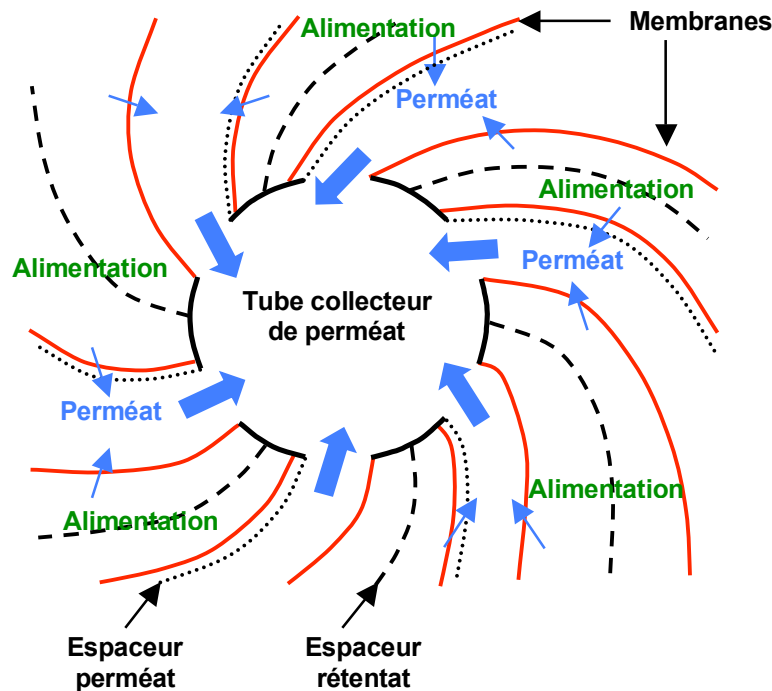 Alimentation
Membranes
Perméat
Alimentation
Alimentation
Perméat
Tube collecteur
de perméat
Perméat
Alimentation
Alimentation
Espaceur
perméat
Espaceur
rétentat